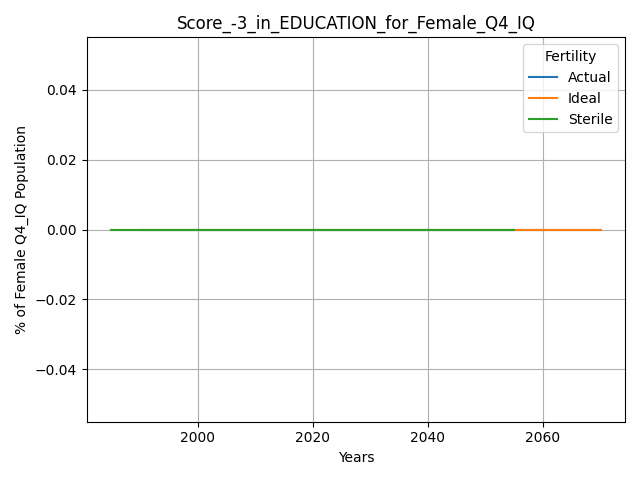 Score_-3_in_EDUCATION_for_Female_Q4_IQ
Fertility
Actual
Ideal
Sterile
% of Female Q4_IQ Population
0.04
0.02
0.00
−0.02
−0.04
2000 2020 2040 2060
Years